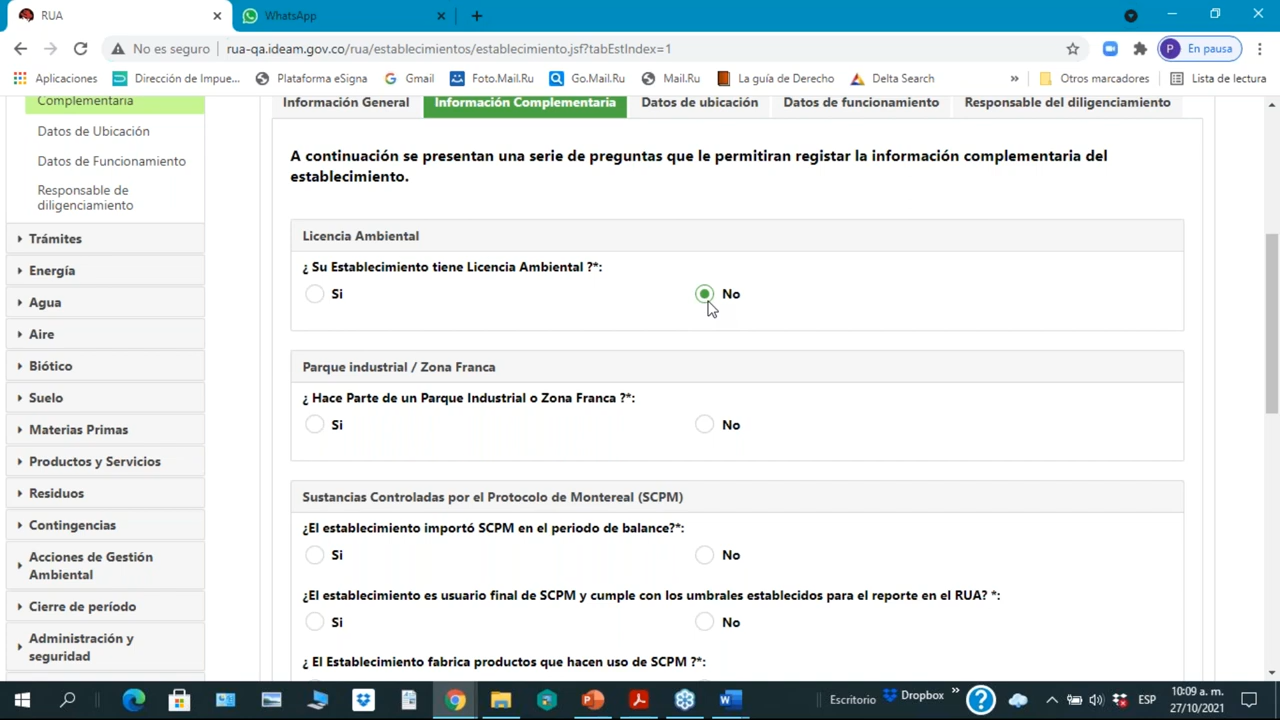 RUA
WhatsApp
No es seguro | rua-qa.ideam.gov.co/rua/establecimientos/establecimiento.jsf?tabEstIndex=1
P En pausa
Aplicaciones
Dirección de Impue...
Plataforma eSigna
Gmail
Foto.Mail.Ru
Go.Mail.Ru
Mail.Ru
La guía de Derecho
Delta Search
»
Otros marcadores
Lista de lectura
Complementaria
Datos de Ubicación
Datos de Funcionamiento
Responsable de
diligenciamiento
Trámites
Energía
Agua
Aire
Biótico
Suelo
Materias Primas
Productos y Servicios
Residuos
Contingencias
Acciones de Gestión
Ambiental
Cierre de período
Administración y
seguridad
Información General
Información Complementaria
Datos de ubicación
Datos de funcionamiento
Responsable del diligenciamiento
A continuación se presentan una serie de preguntas que le permitiran registar la información complementaria del
establecimiento.
Licencia Ambiental
¿ Su Establecimiento tiene Licencia Ambiental ?*:
Si No
Parque industrial / Zona Franca
¿ Hace Parte de un Parque Industrial o Zona Franca ?*:
Si No
Sustancias Controladas por el Protocolo de Montereal (SCPM)
¿El establecimiento importó SCPM en el periodo de balance?*:
Si No
¿El establecimiento es usuario final de SCPM y cumple con los umbrales establecidos para el reporte en el RUA? *:
Si No
¿ El Establecimiento fabrica productos que hacen uso de SCPM ?*:
Escritorio
Dropbox
»
ESP
10:09 a. m.
27/10/2021